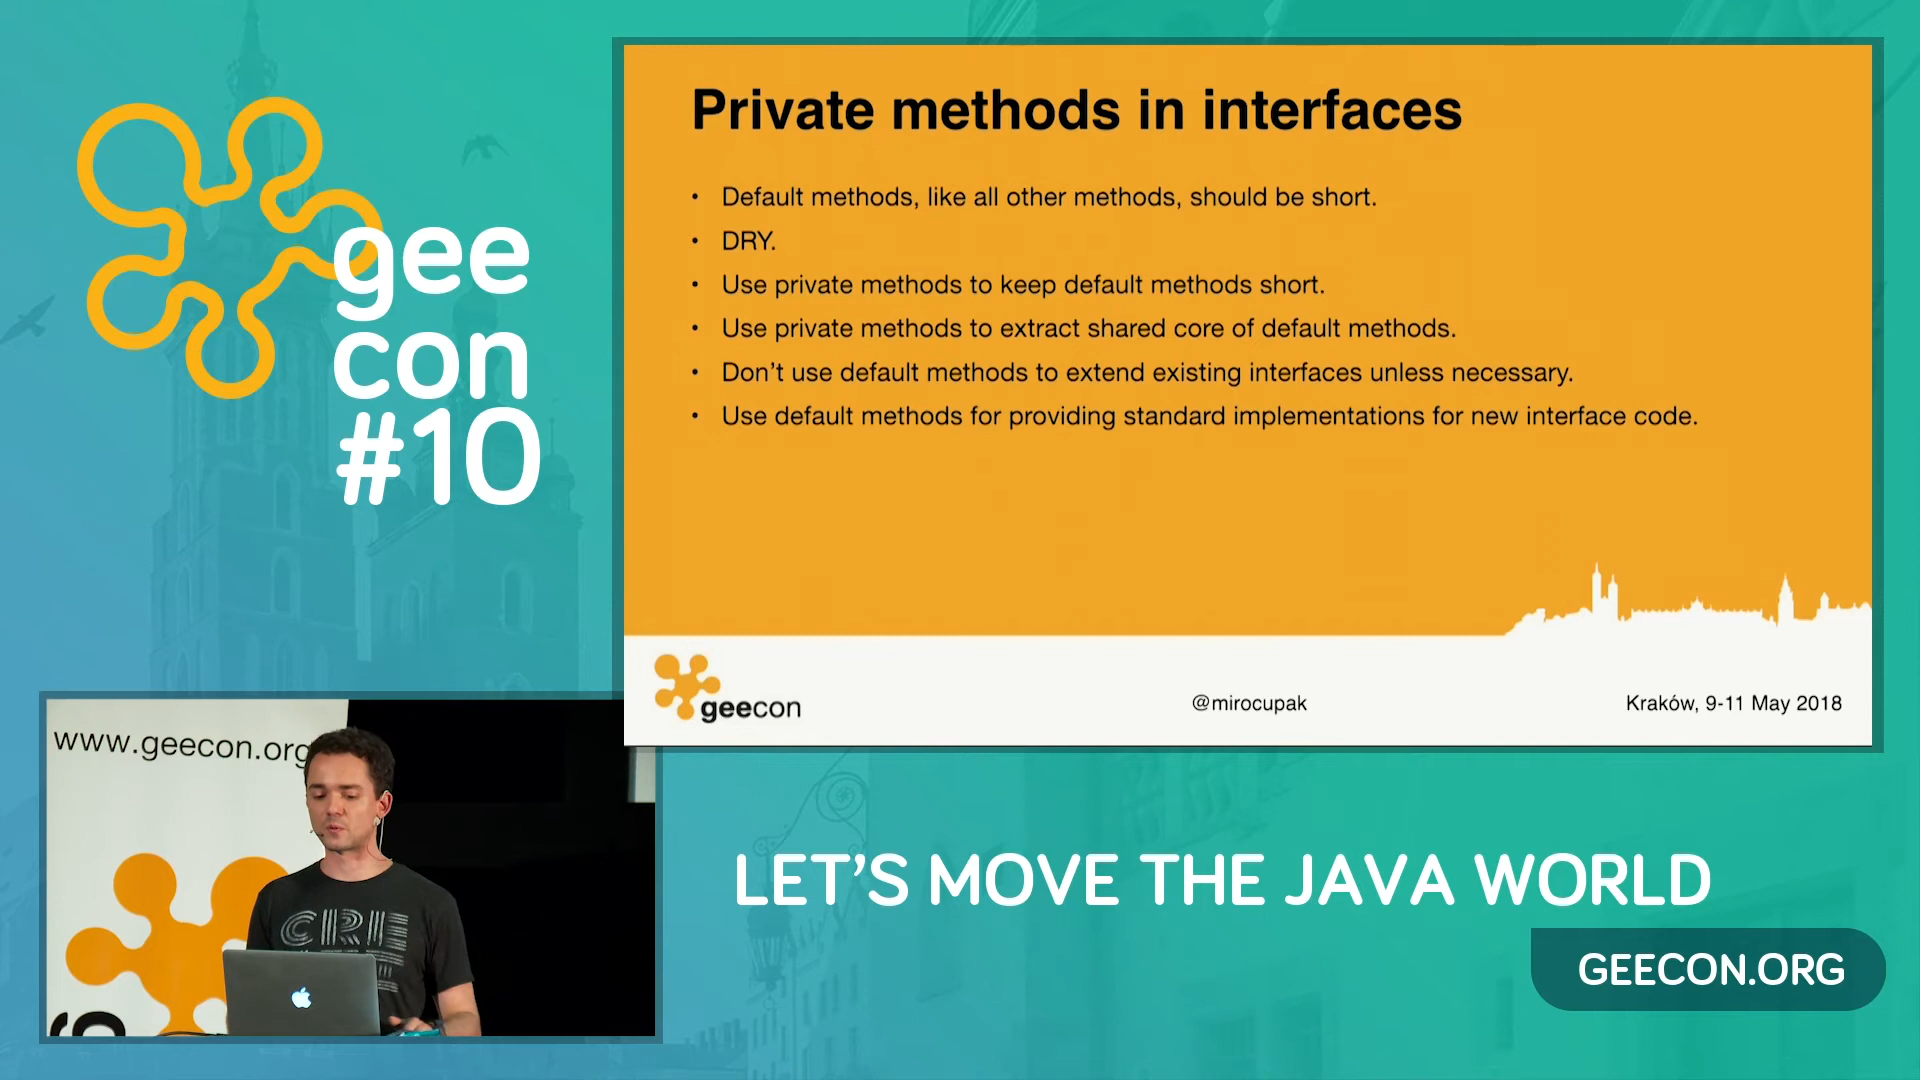 gee
con
#10
Private methods in interfaces
• Default methods, like all other methods, should be short.
• DRY.
• Use private methods to keep default methods short.
• Use private methods to extract shared core of default methods.
• Don’t use default methods to extend existing interfaces unless necessary.
• Use default methods for providing standard implementations for new interface code.
geecon
@mirocupak
Kraków, 9-11 May 2018
www.geecon.org
CRE
LET’S MOVE THE JAVA WORLD
GEECON.ORG